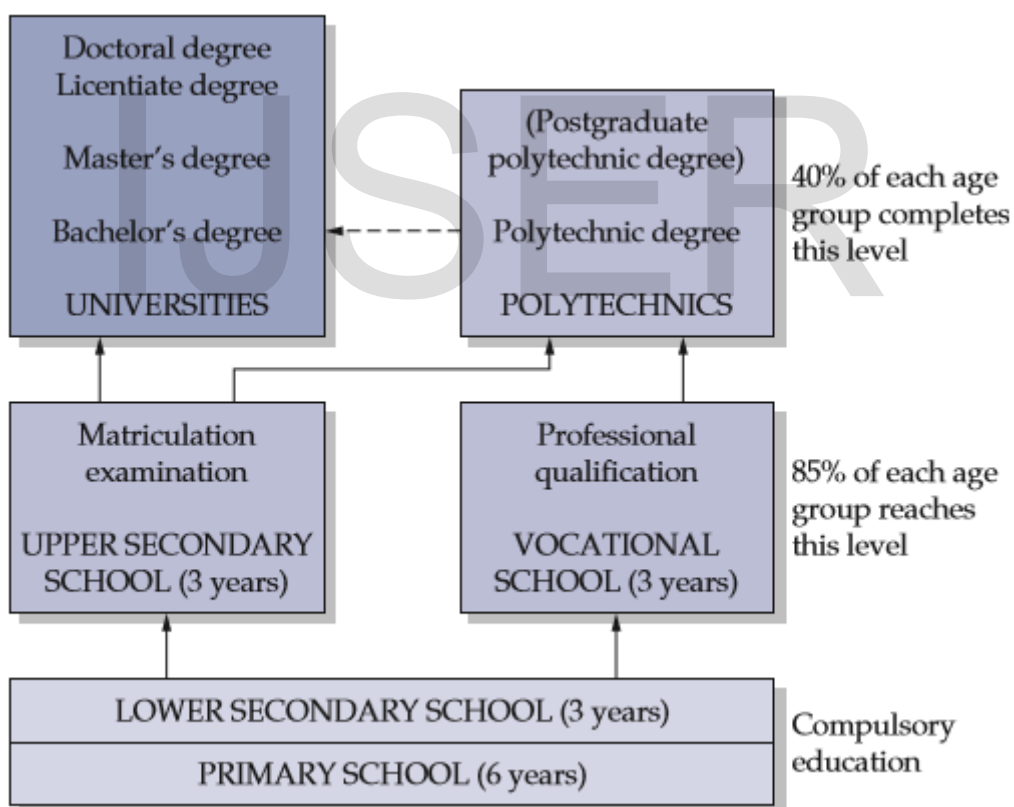 Doctoral degree
Licentiate degree
Master's degree
Bachelor's degree
UNIVERSITIES
(Postgraduate
polytechnic degree)
Polytechnic degree
POLYTECHNICS
40% of each age
group completes
this level
Matriculation
examination
UPPER SECONDARY
SCHOOL (3 years)
Professional
qualification
VOCATIONAL
SCHOOL (3 years)
85% of each age
group reaches
this level
LOWER SECONDARY SCHOOL (3 years)
PRIMARY SCHOOL (6 years)
Compulsory
education
IJSER